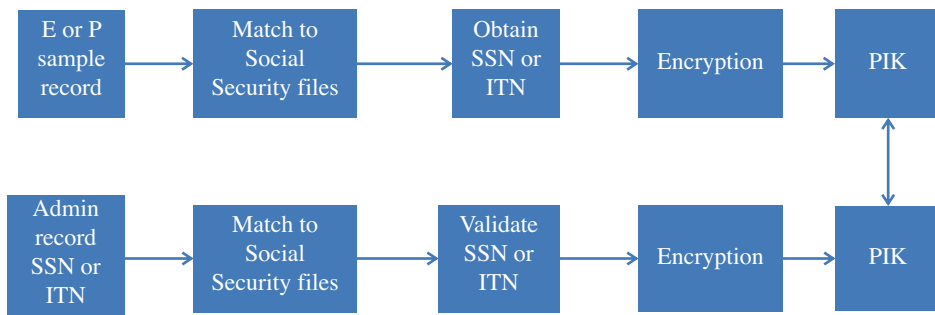 E or P
sample
record
Match to
Social
Security files
Obtain
SSN or
ITN
Encryption
PIK
Admin
record
SSN or
ITN
Match to
Social
Security files
Validate
SSN or
ITN
Encryption
PIK